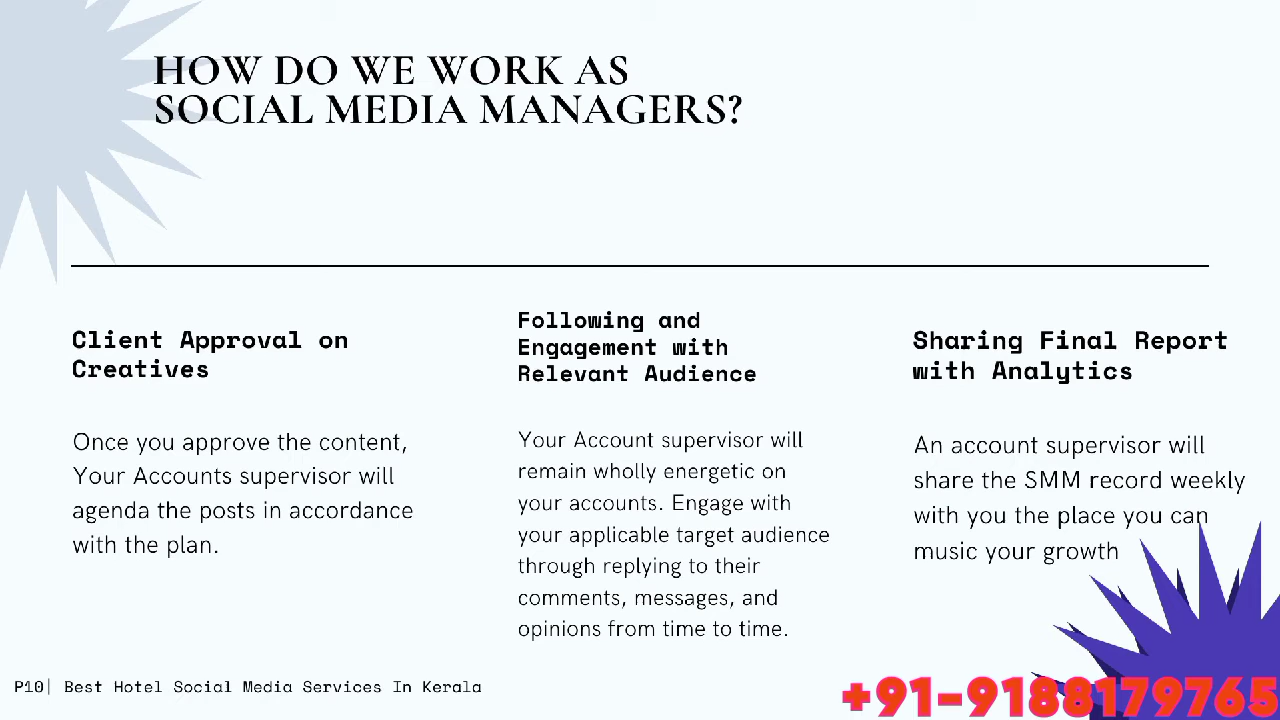 HOW DO WE WORK AS
SOCIAL MEDIA MANAGERS?
Client Approval on
Creatives
Once you approve the content,
Your Accounts supervisor will
agenda the posts in accordance
with the plan.
Following and
Engagement with
Relevant Audience
Your Account supervisor will
remain wholly energetic on
your accounts. Engage with
your applicable target audience
through replying to their
comments, messages, and
opinions from time to time.
Sharing Final Report
with Analytics
An account supervisor will
share the SMM record weekly
with you the place you can
music your growth
P10| Best Hotel Social Media Services In Kerala
+91-9188179765